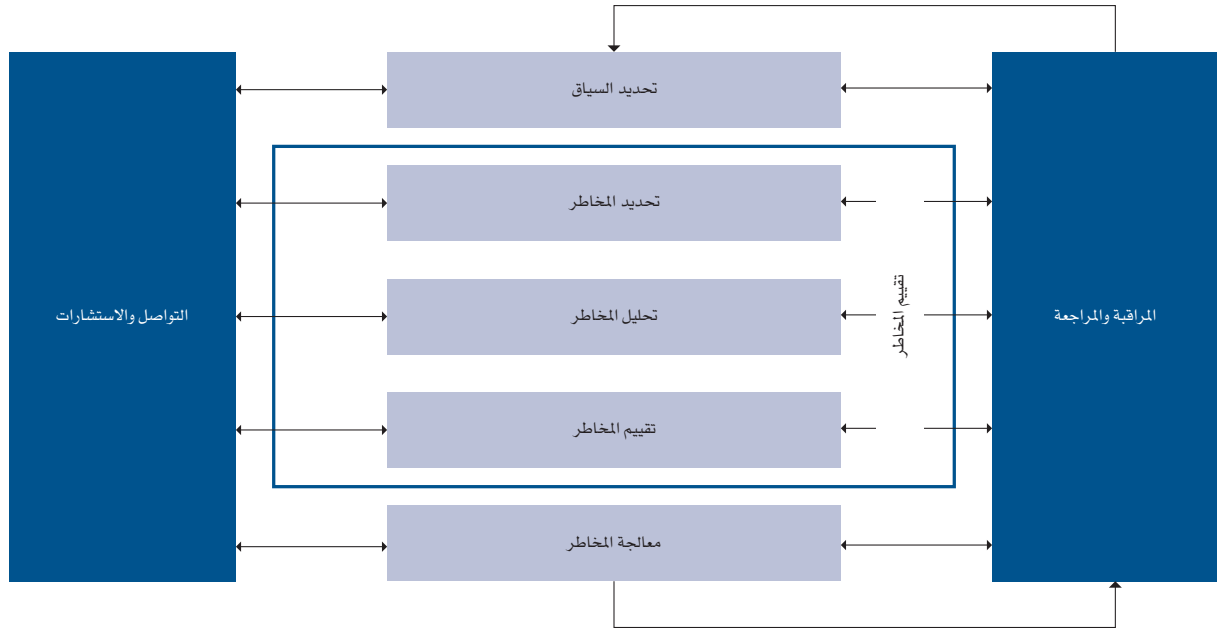 تحديد السياق
تحديد المخاطر
تحليل المخاطر
تقييم المخاطر
معالجة المخاطر
المراقبة والمراجعة
تقييم المخاطر
التواصل والاستشارات